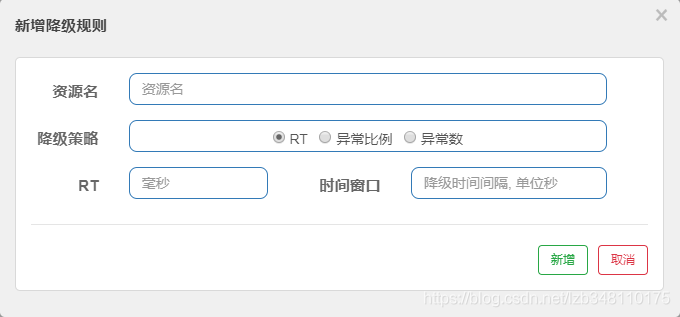 新增降级规则 ×
资源名 资源名
降级策略 RT 异常比例 异常数
RT 毫秒 时间窗口 降级时间间隔, 单位秒
新增 取消
https://blog.csdn.net/lzb348110175